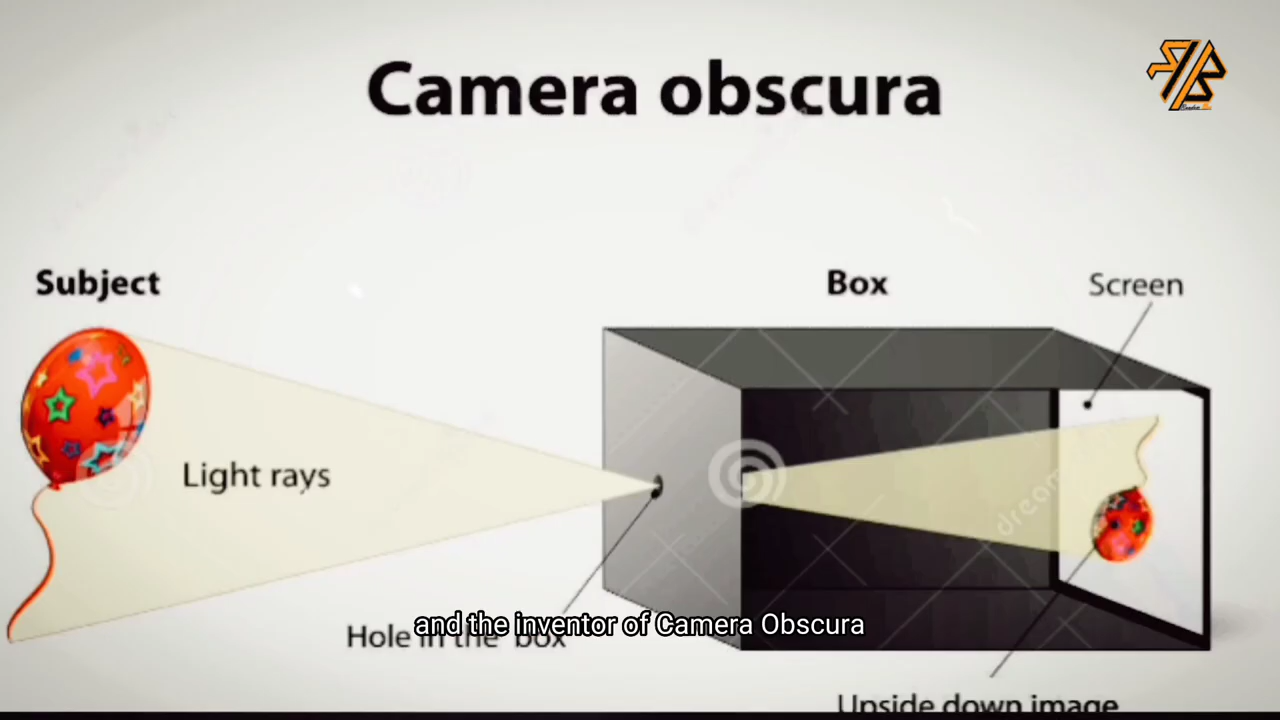 Camera obscura
Subject
Box
Screen
Light rays
Hole in the box
and the inventor of Camera Obscura
Upside down image